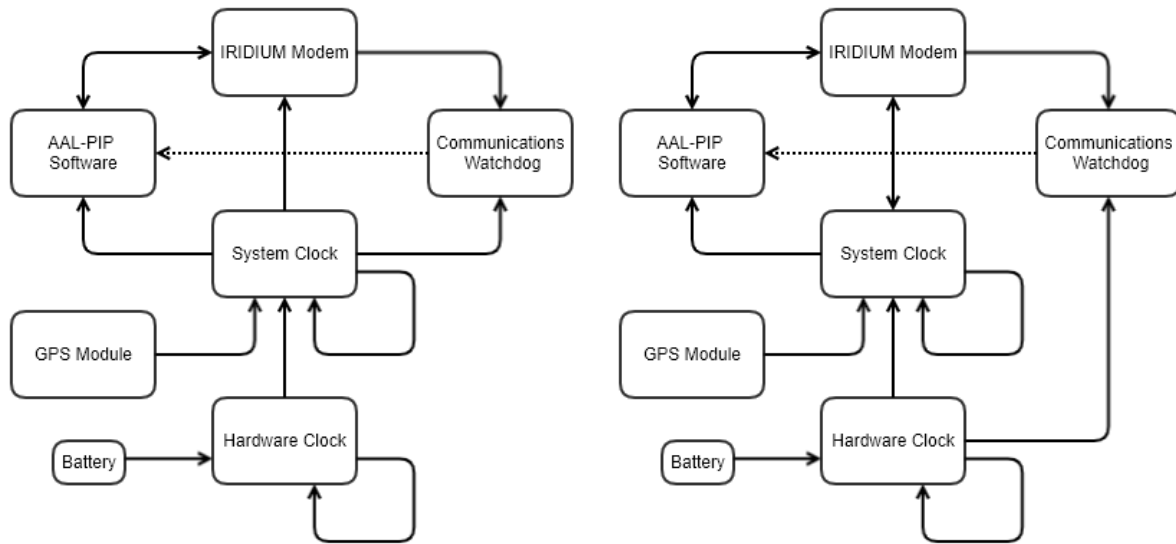 IRIDIUM Modem
AAL-PIP
Software
Communications
Watchdog
System Clock
GPS Module
Hardware Clock
Battery
IRIDIUM Modem
AAL-PIP
Software
Communications
Watchdog
System Clock
GPS Module
Hardware Clock
Battery